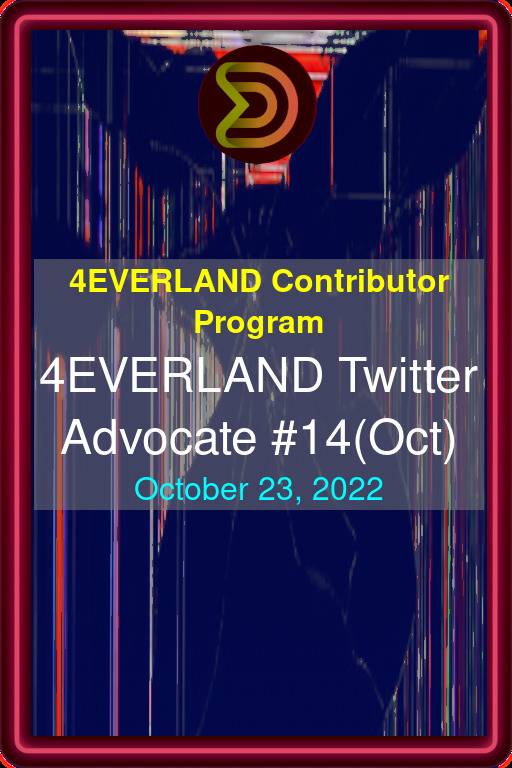 4EVERLAND Contributor
Program
4EVERLAND Twitter
Advocate #14(Oct)
October 23, 2022